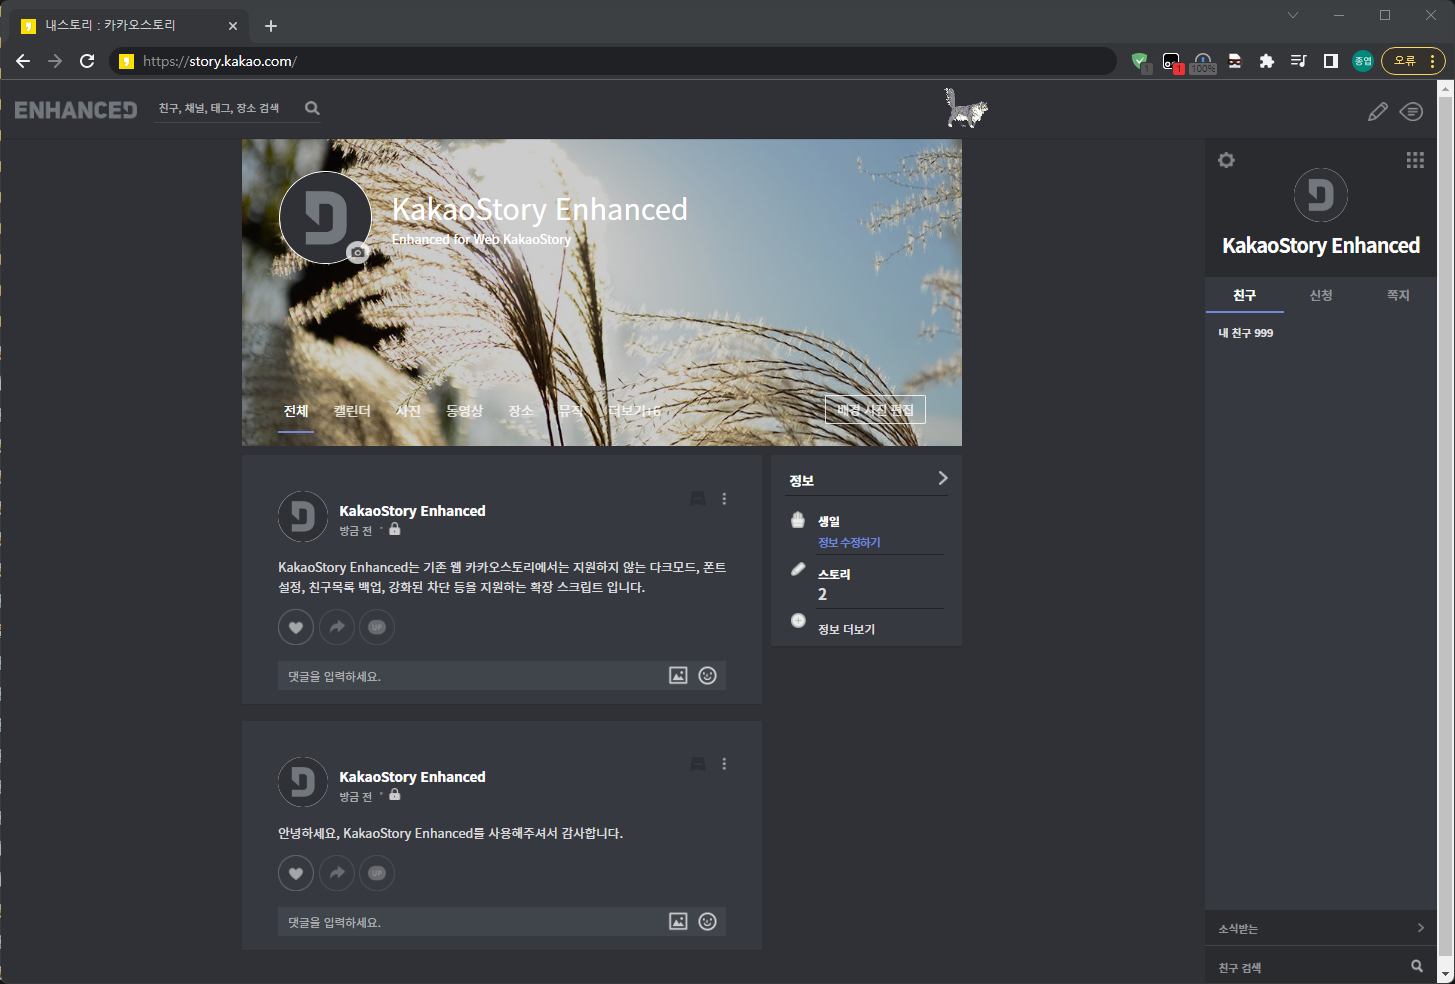 내스토리 : 카카오스토리
https://story.kakao.com/
1
1
100%
종엽
오류
ENHANCED
친구, 채널, 태그, 장소 검색
KakaoStory Enhanced
Enhanced for Web KakaoStory
전체 캘린더 사진 동영상 장소 뮤직 더보기+6
배경 사진 편집
KakaoStory Enhanced
방금 전
KakaoStory Enhanced는 기존 웹 카카오스토리에서는 지원하지 않는 다크모드, 폰트
설정, 친구목록 백업, 강화된 차단 등을 지원하는 확장 스크립트 입니다.
UP
댓글을 입력하세요.
KakaoStory Enhanced
방금 전
안녕하세요, KakaoStory Enhanced를 사용해주셔서 감사합니다.
UP
댓글을 입력하세요.
정보
생일
정보 수정하기
스토리
2
정보 더보기
KakaoStory Enhanced
친구 신청 쪽지
내 친구 999
소식받는
친구 검색